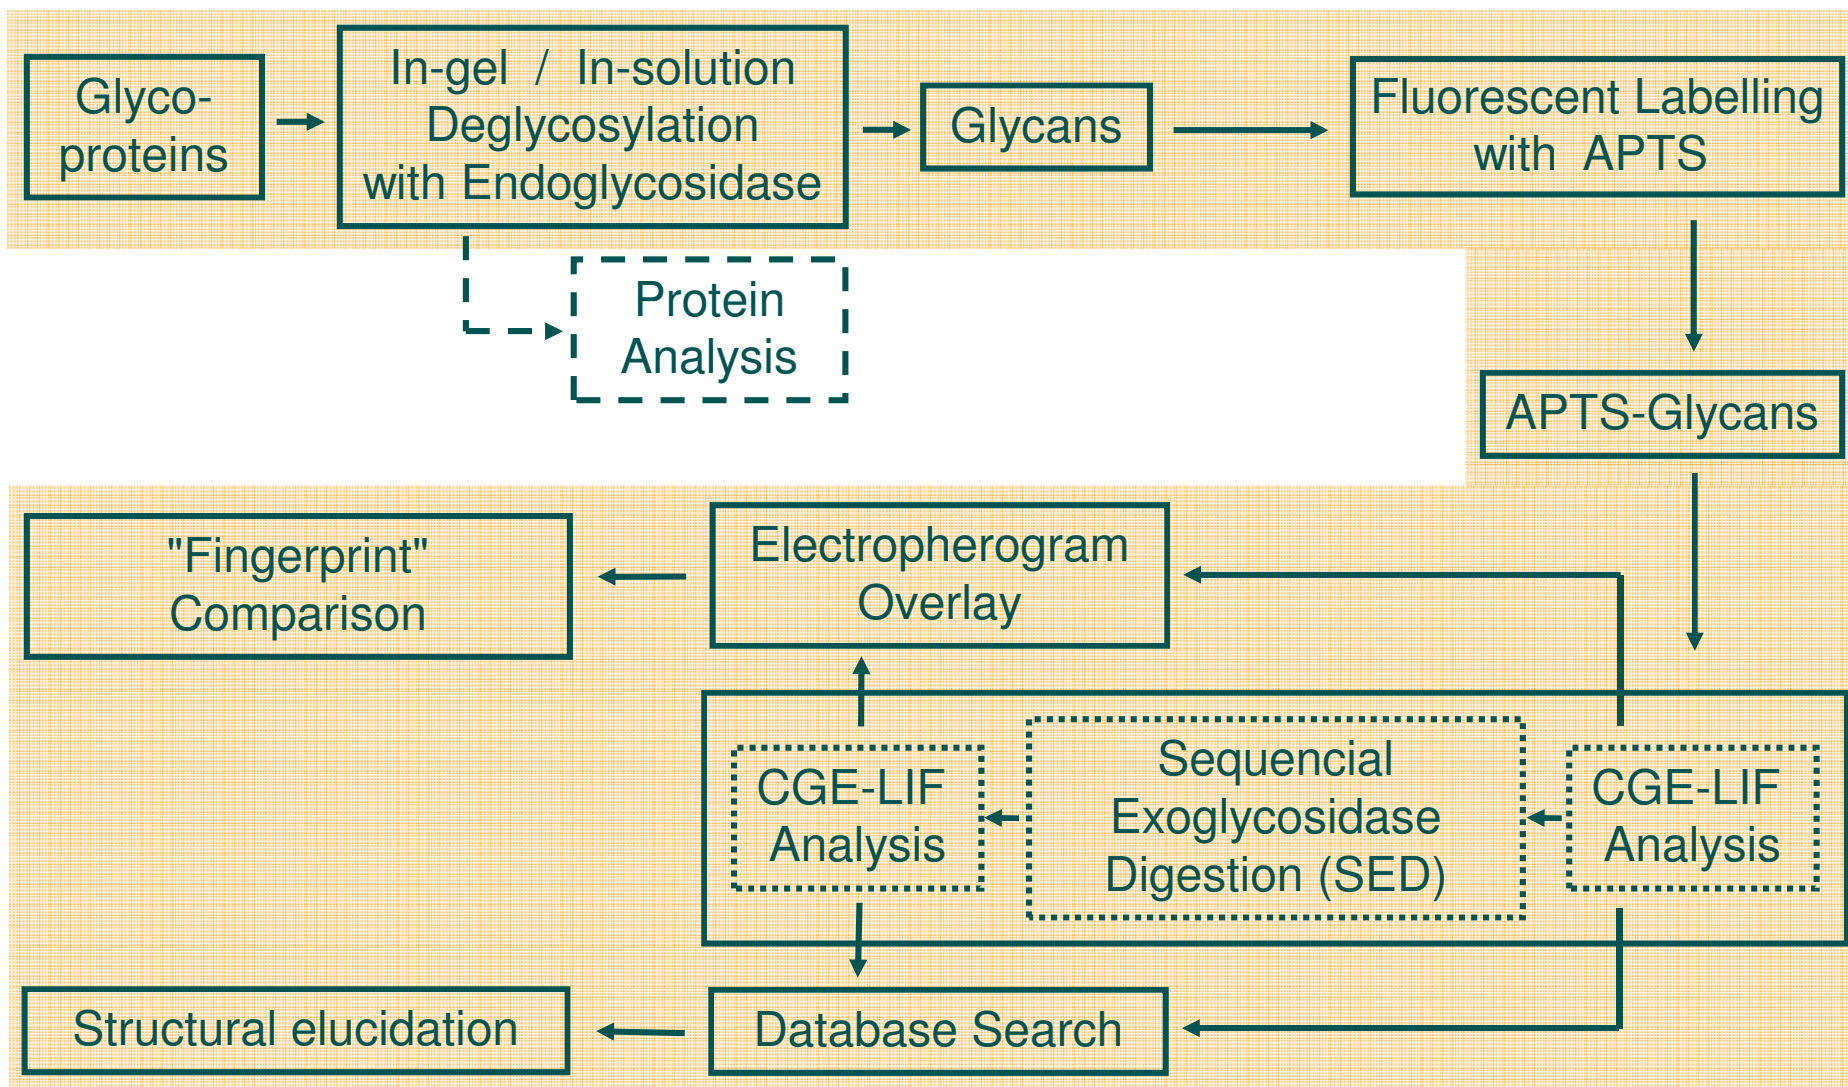 Glyco-
proteins
In-gel / In-solution
Deglycosylation
with Endoglycosidase
Glycans
Fluorescent Labelling
with APTS
Protein
Analysis
APTS-Glycans
"Fingerprint"
Comparison
Electropherogram
Overlay
CGE-LIF
Analysis
Sequencial
Exoglycosidase
Digestion (SED)
CGE-LIF
Analysis
Structural elucidation
Database Search